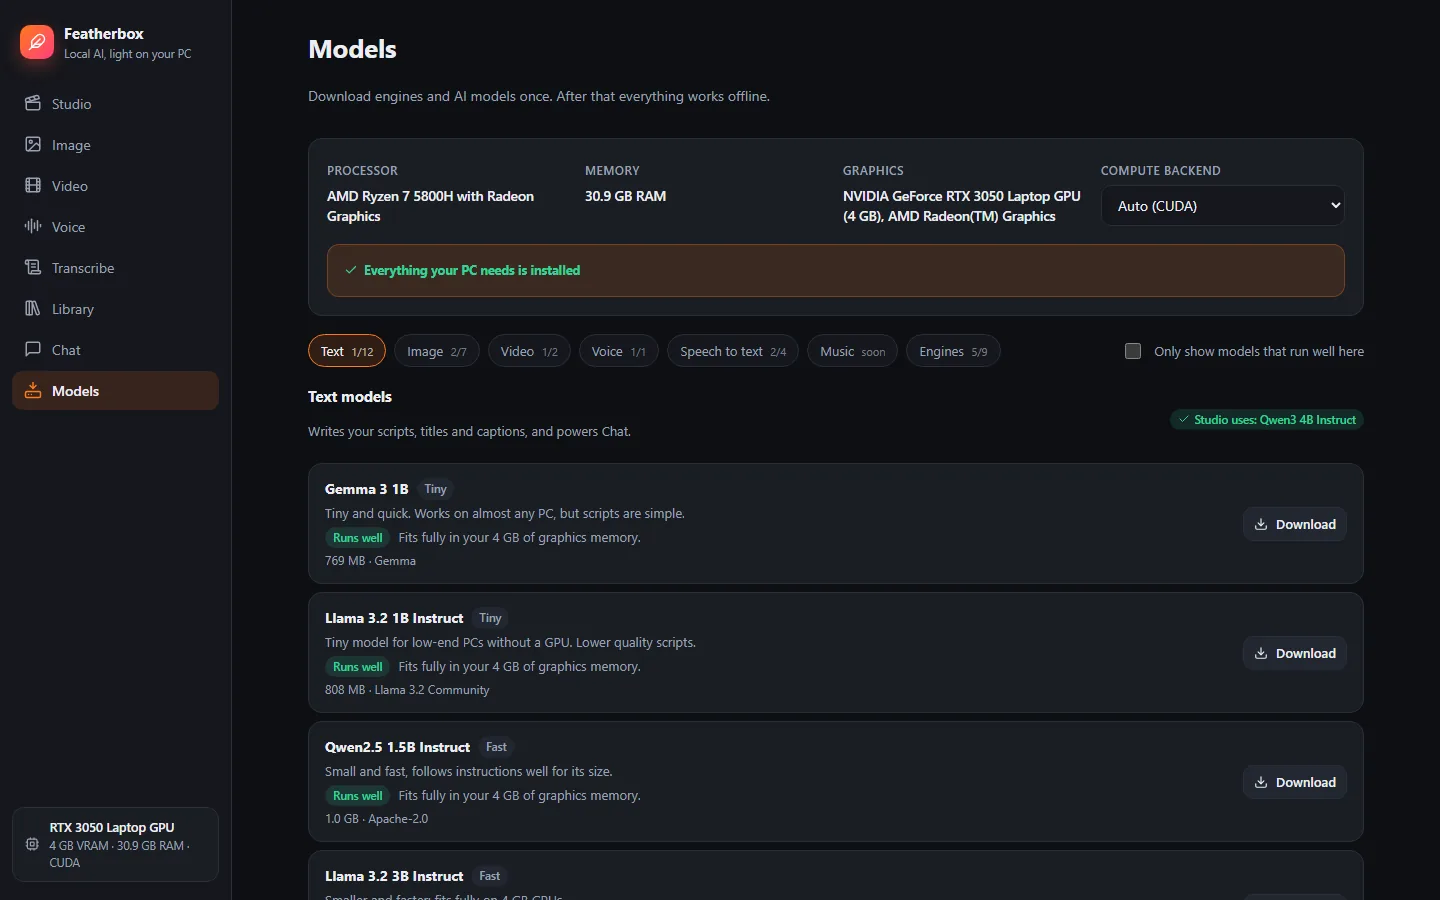 Featherbox
Local AI, light on your PC
Studio
Image
Video
Voice
Transcribe
Library
Chat
Models
RTX 3050 Laptop GPU
4 GB VRAM · 30.9 GB RAM ·
CUDA
Models
Download engines and AI models once. After that everything works offline.
PROCESSOR
AMD Ryzen 7 5800H with Radeon
Graphics
MEMORY
30.9 GB RAM
GRAPHICS
NVIDIA GeForce RTX 3050 Laptop GPU
(4 GB), AMD Radeon(TM) Graphics
COMPUTE BACKEND
Auto (CUDA)
Everything your PC needs is installed
Text 1/12
Image 2/7
Video 1/2
Voice 1/1
Speech to text 2/4
Music soon
Engines 5/9
Only show models that run well here
Text models
Writes your scripts, titles and captions, and powers Chat.
Studio uses: Qwen3 4B Instruct
Gemma 3 1B Tiny
Tiny and quick. Works on almost any PC, but scripts are simple.
Runs well Fits fully in your 4 GB of graphics memory.
769 MB · Gemma
Download
Llama 3.2 1B Instruct Tiny
Tiny model for low-end PCs without a GPU. Lower quality scripts.
Runs well Fits fully in your 4 GB of graphics memory.
808 MB · Llama 3.2 Community
Download
Qwen2.5 1.5B Instruct Fast
Small and fast, follows instructions well for its size.
Runs well Fits fully in your 4 GB of graphics memory.
1.0 GB · Apache-2.0
Download
Llama 3.2 3B Instruct Fast
Smaller and faster; fits fully on 4 GB GPUs.